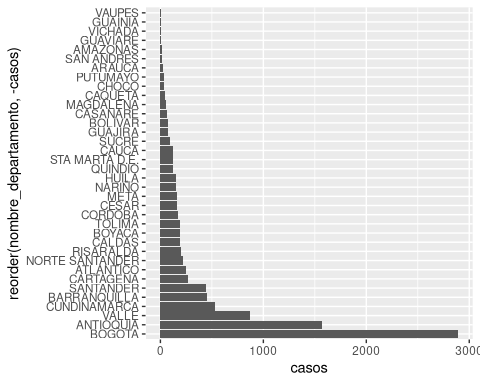 reorder(nombre_departamento, -casos)
VAUPES
GUAINIA
VICHADA
GUAVIARE
AMAZONAS
SAN ANDRES
ARAUCA
PUTUMAYO
CHOCO
CAQUETA
MAGDALENA
CASANARE
BOLIVAR
GUAJIRA
SUCRE
CAUCA
STA MARTA D.E.
QUINDIO
HUILA
NARIÑO
META
CESAR
CORDOBA
TOLIMA
BOYACA
CALDAS
RISARALDA
NORTE SANTANDER
ATLANTICO
CARTAGENA
SANTANDER
BARRANQUILLA
CUNDINAMARCA
VALLE
ANTIOQUIA
BOGOTA
0 1000 2000 3000
casos